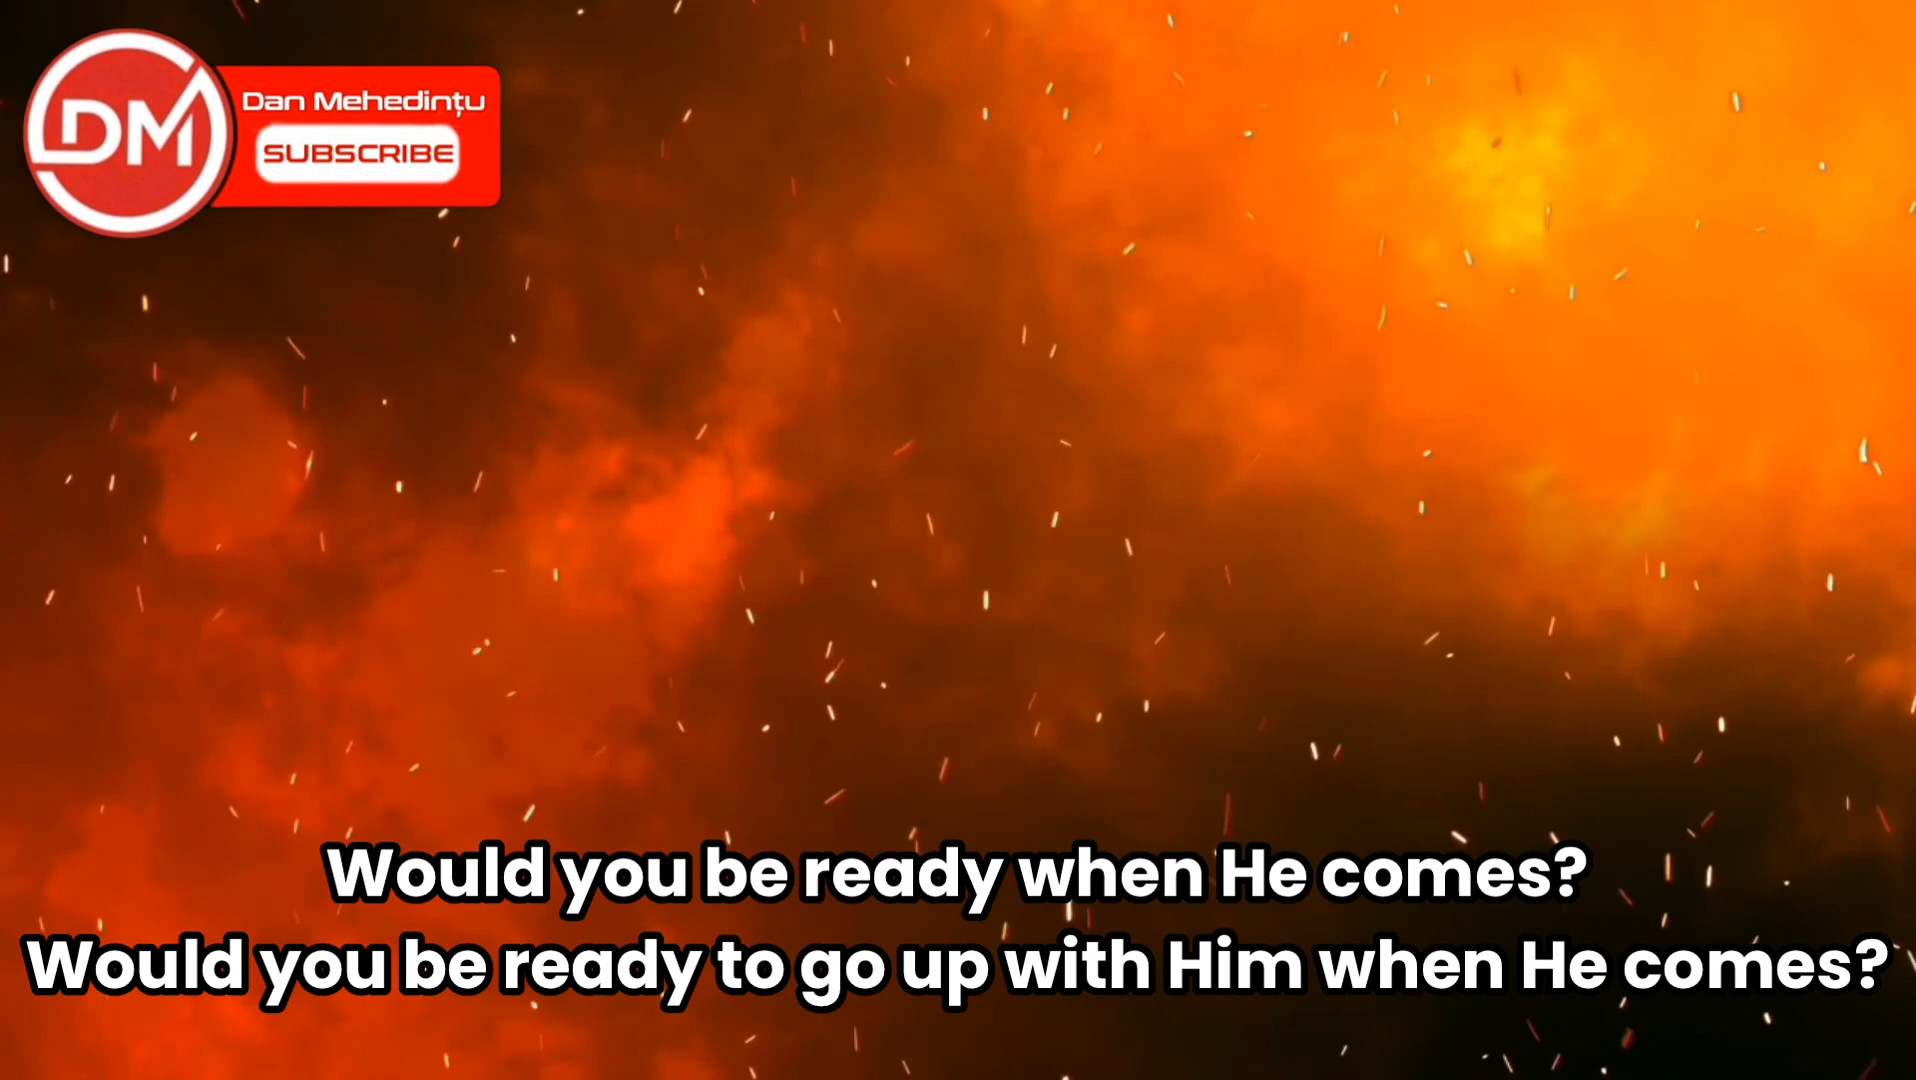 DM
Dan Mehedințu
SUBSCRIBE
Would you be ready when He comes?
Would you be ready to go up with Him when He comes?